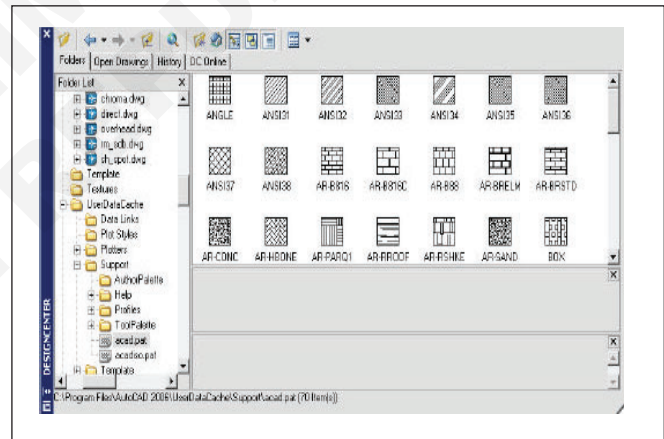 Folders
Open Drawings
History
DC Online
Folder List
X
chroma.dwg
direct.dwg
overhead.dwg
rm_sdb.dwg
sh_spot.dwg
Template
Textures
UserDataCache
Data Links
Plot Styles
Plotters
Support
AuthorPalette
Help
Profiles
ToolPalette
acad.pat
acadiso.pat
Template
ANGLE ANSI31 ANSI32 ANSI33 ANSI34 ANSI35 ANSI36
ANSI37 ANSI38 AR-B816 AR-B816C AR-B88 AR-BRELM AR-BRSTD
AR-CONC AR-HBONE AR-PARQ1 AR-RROOF AR-RSHKE AR-SAND BOX
DESIGNCENTER
C:\Program Files\AutoCAD 2006\UserDataCache\Support\acad.pat (70 Item(s))